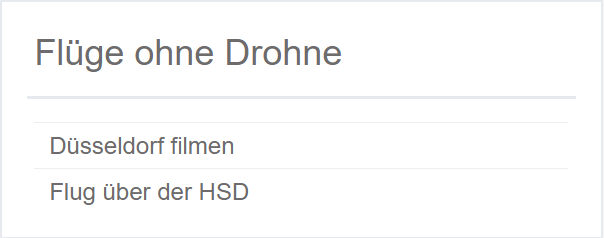 Flüge ohne Drohne
Düsseldorf filmen
Flug über der HSD